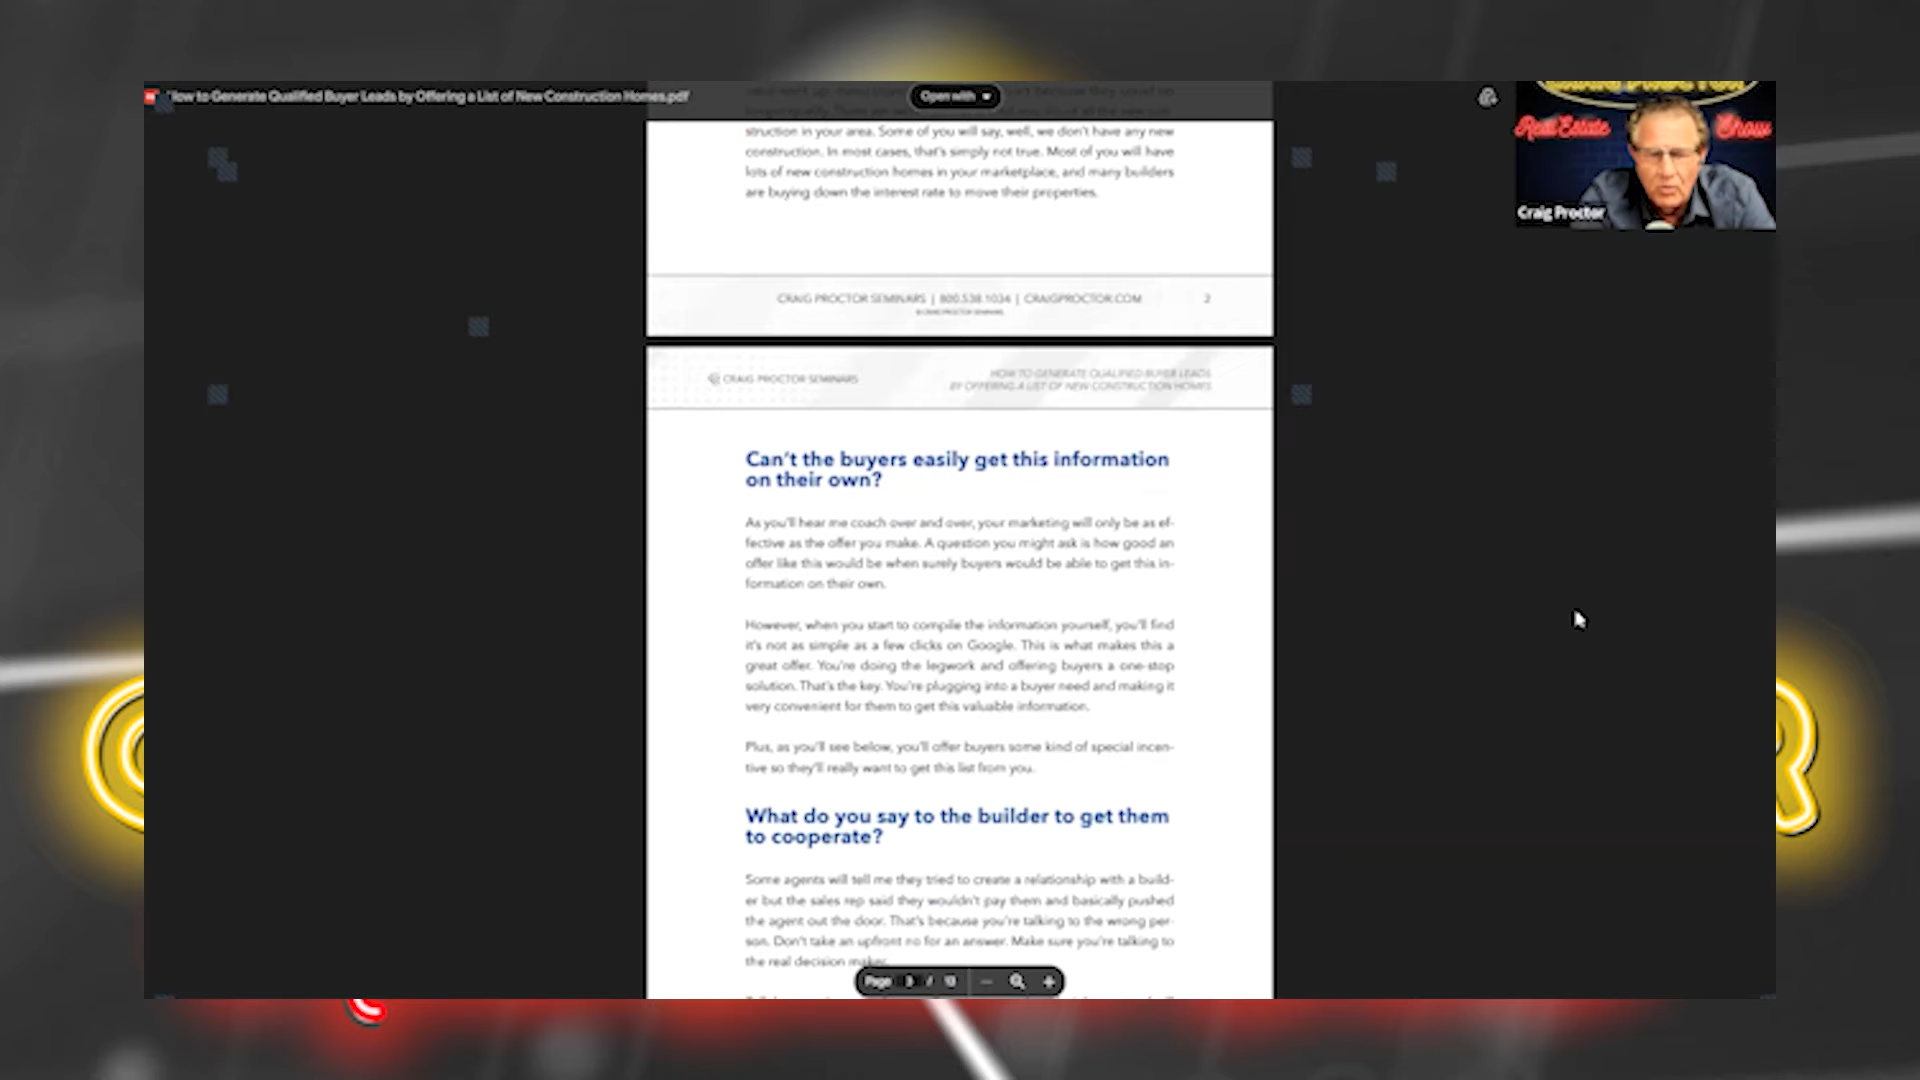 How to Generate Qualified Buyer Leads by Offering a List of New Construction Homes.pdf
Open with
Real Estate Show
Craig Proctor
struction in your area. Some of you will say, well, we don't have any new
construction. In most cases, that's simply not true. Most of you will have
lots of new construction homes in your marketplace, and many builders
are buying down the interest rate to move their properties.
CRAIG PROCTOR SEMINARS | 800.538.1034 | CRAIGPROCTOR.COM 2
© CRAIG PROCTOR SEMINARS
CRAIG PROCTOR SEMINARS
HOW TO GENERATE QUALIFIED BUYER LEADS
BY OFFERING A LIST OF NEW CONSTRUCTION HOMES
Can't the buyers easily get this information
on their own?
As you'll hear me coach over and over, your marketing will only be as ef-
fective as the offer you make. A question you might ask is how good an
offer like this would be when surely buyers would be able to get this in-
formation on their own.
However, when you start to compile the information yourself, you'll find
it's not as simple as a few clicks on Google. This is what makes this a
great offer. You're doing the legwork and offering buyers a one-stop
solution. That's the key. You're plugging into a buyer need and making it
very convenient for them to get this valuable information.
Plus, as you'll see below, you'll offer buyers some kind of special incen-
tive so they'll really want to get this list from you.
What do you say to the builder to get them
to cooperate?
Some agents will tell me they tried to create a relationship with a build-
er but the sales rep said they wouldn't pay them and basically pushed
the agent out the door. That's because you're talking to the wrong per-
son. Don't take an upfront no for an answer. Make sure you're talking to
the real decision maker.
Page 3 /